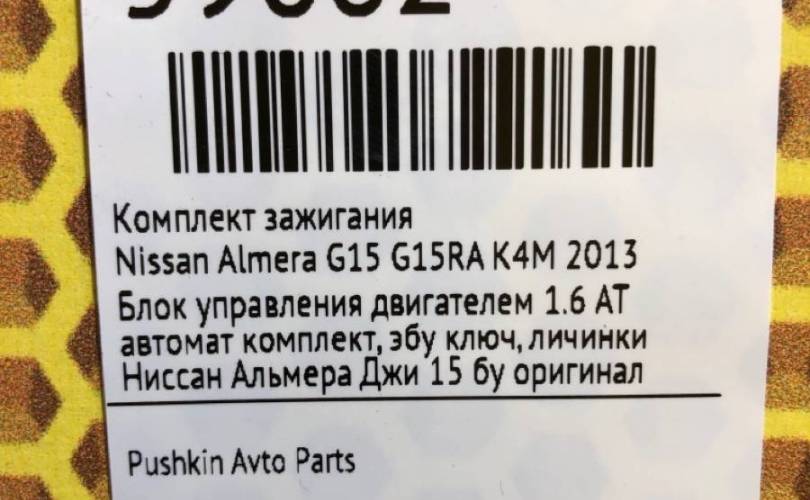 Комплект зажигания
Nissan Almera G15 G15RA K4M 2013
Блок управления двигателем 1.6 АТ
автомат комплект, эбу ключ, личинки
Ниссан Альмера Джи 15 бу оригинал
Pushkin Avto Parts